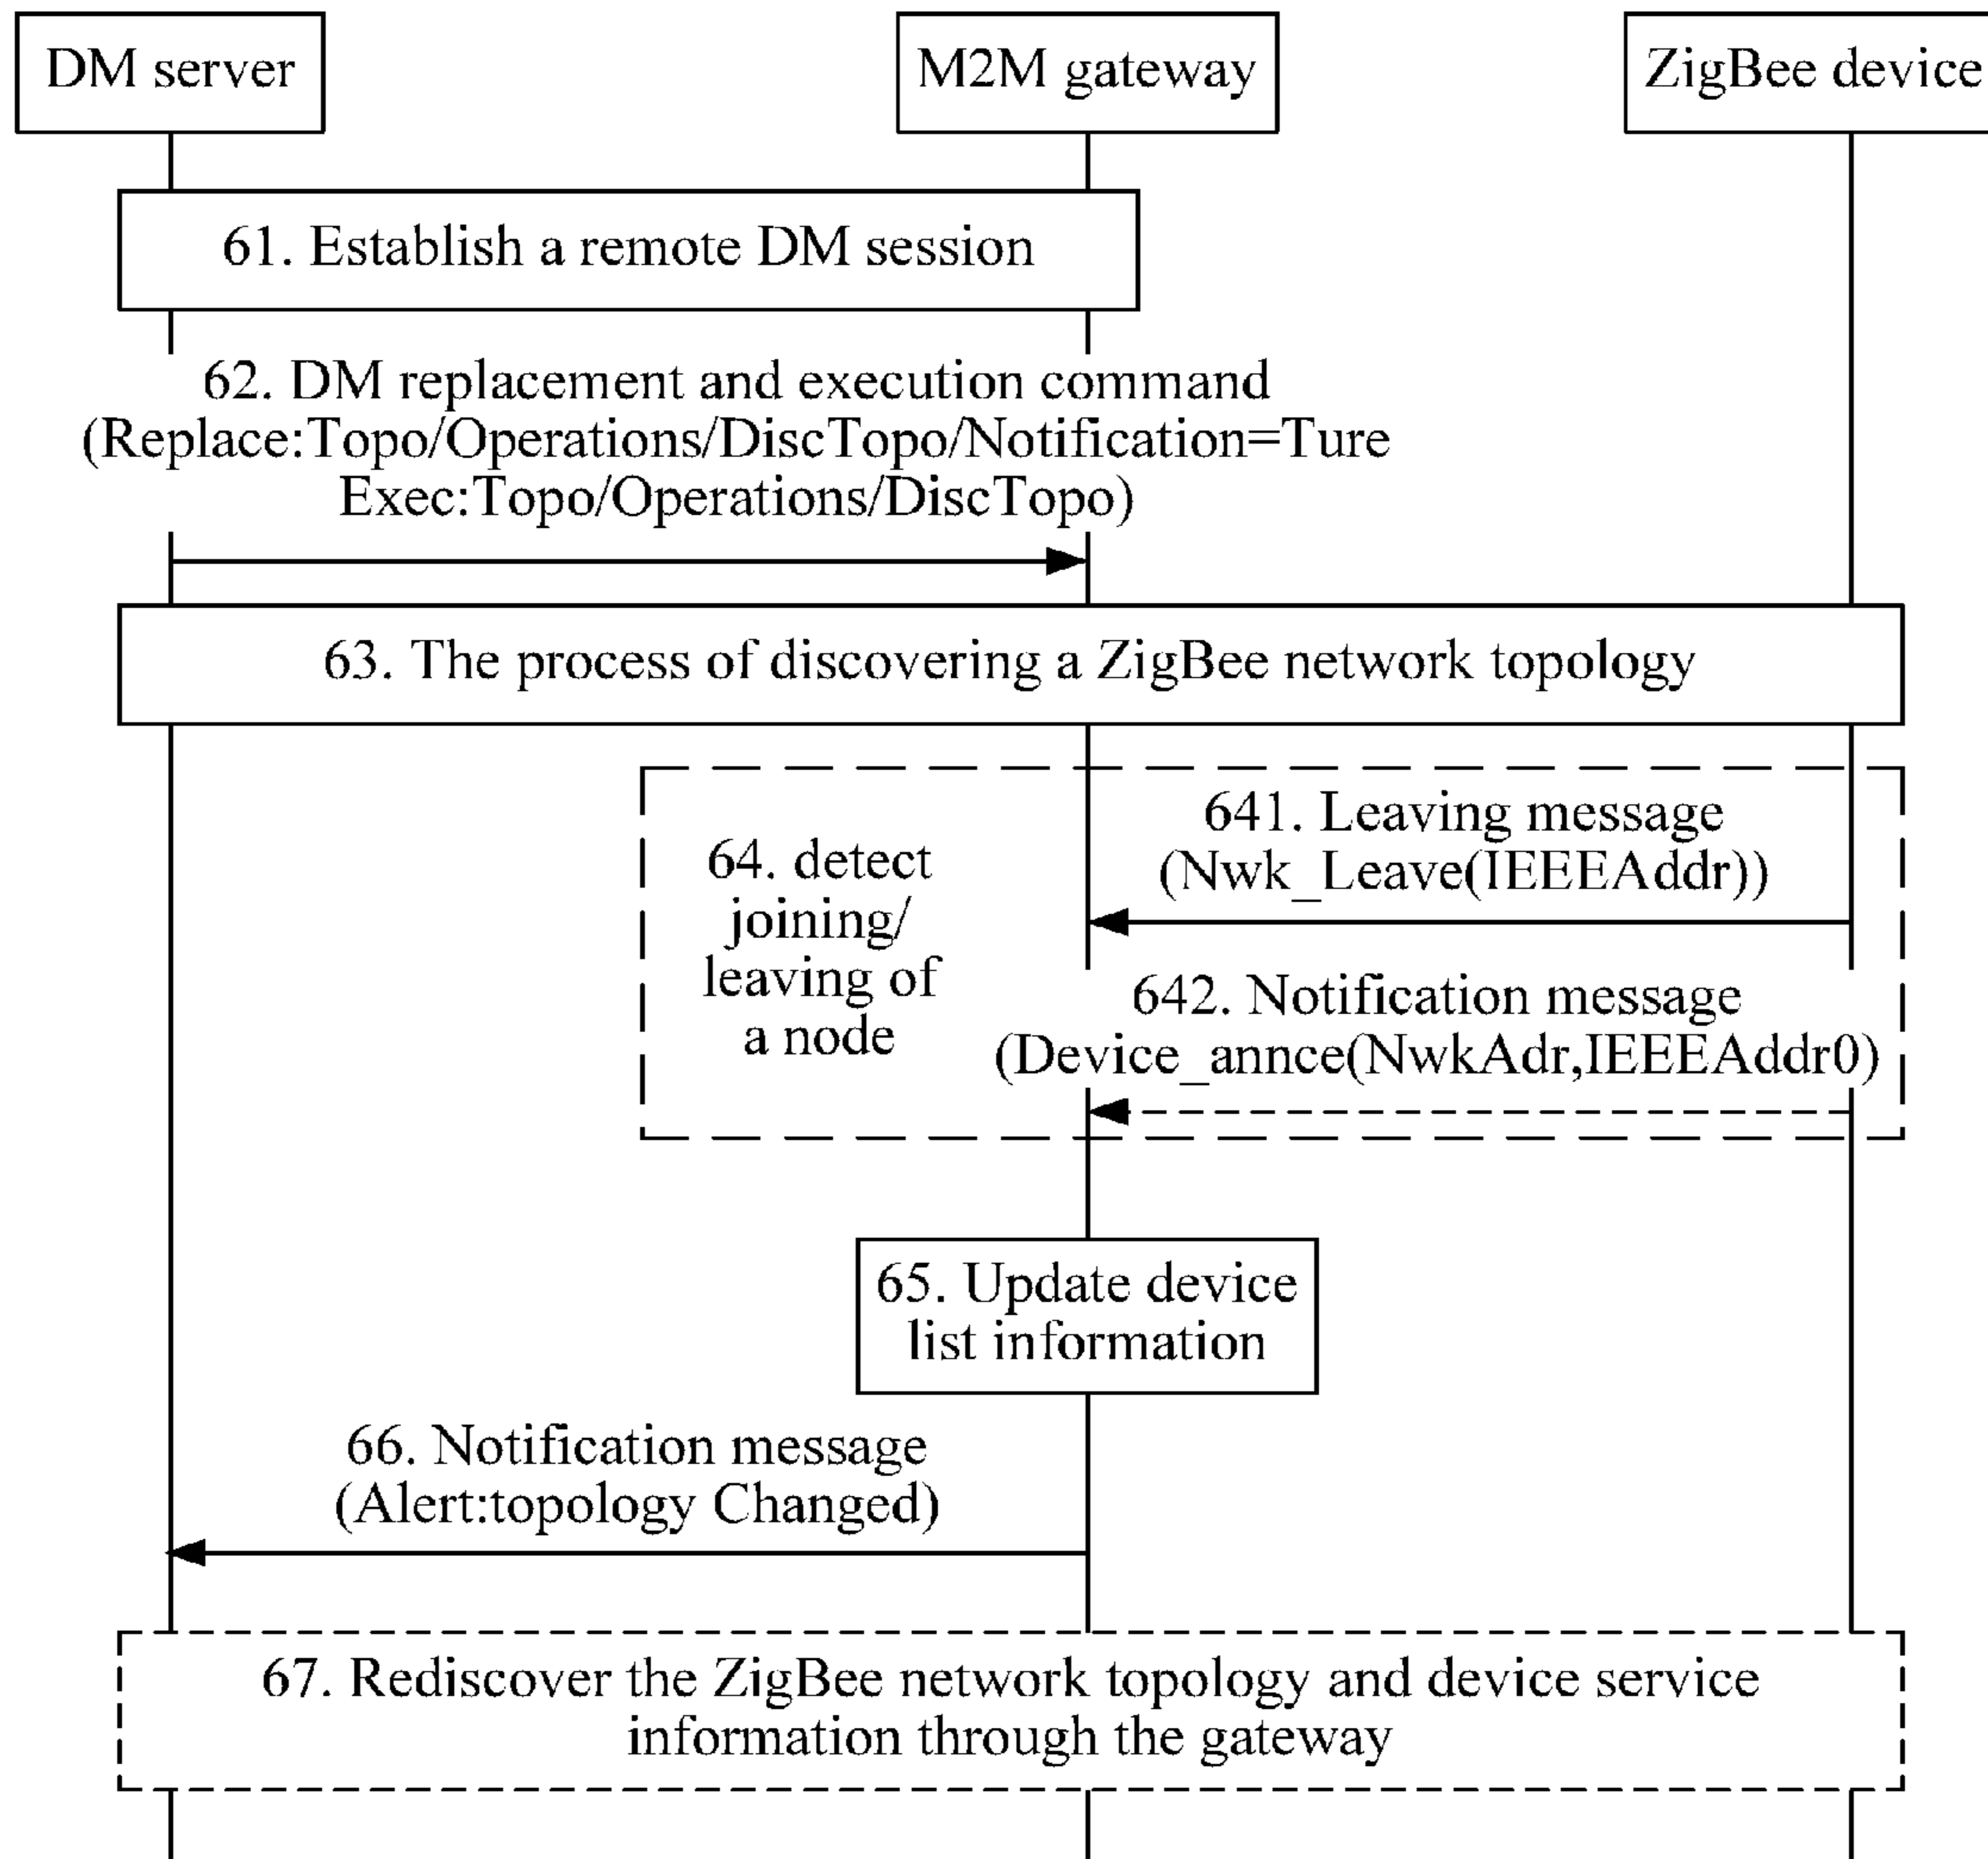 DM server
M2M gateway
ZigBee device
61. Establish a remote DM session
62. DM replacement and execution command
(Replace:Topo/Operations/DiscTopo/Notification=Ture
Exec:Topo/Operations/DiscTopo)
63. The process of discovering a ZigBee network topology
64. detect
joining/
leaving of
a node
641. Leaving message
(Nwk_Leave(IEEEAddr))
642. Notification message
(Device_annce(NwkAdr,IEEEAddr0)
65. Update device
list information
66. Notification message
(Alert:topology Changed)
67. Rediscover the ZigBee network topology and device service
information through the gateway